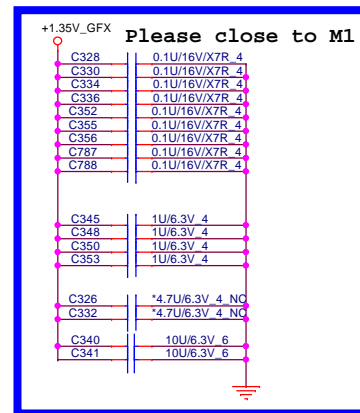 +1.35V_GFX Please close to M1
C328 0.1U/16V/X7R_4
C330 0.1U/16V/X7R_4
C334 0.1U/16V/X7R_4
C336 0.1U/16V/X7R_4
C352 0.1U/16V/X7R_4
C355 0.1U/16V/X7R_4
C356 0.1U/16V/X7R_4
C787 0.1U/16V/X7R_4
C788 0.1U/16V/X7R_4
C345 1U/6.3V_4
C348 1U/6.3V_4
C350 1U/6.3V_4
C353 1U/6.3V_4
C326 *4.7U/6.3V_4_NC
C332 *4.7U/6.3V_4_NC
C340 10U/6.3V_6
C341 10U/6.3V_6